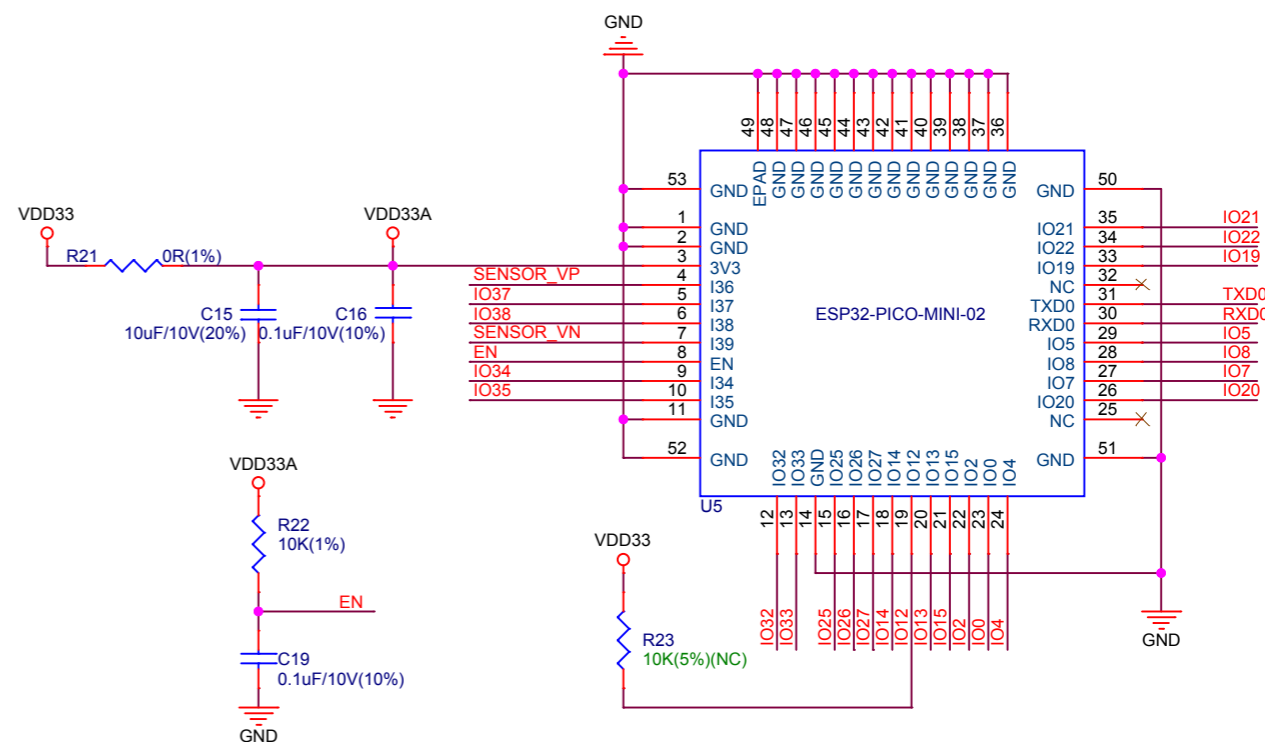 GND
49
48
47
46
45
44
43
42
41
40
39
38
37
36
EPAD
GND
GND
GND
GND
GND
GND
GND
GND
GND
GND
GND
GND
GND
53 GND
GND 50
VDD33
VDD33A
R21 0R(1%)
1 GND
2 GND
3 3V3
SENSOR_VP 4 I36
IO37 5 I37
IO38 6 I38
SENSOR_VN 7 I39
EN 8 EN
IO34 9 I34
IO35 10 I35
11 GND
52 GND
IO21 35 IO21
IO22 34 IO22
IO19 33 IO19
NC 32
TXD0 31 TXD0
RXD0 30 RXD0
IO5 29 IO5
IO8 28 IO8
IO7 27 IO7
IO20 26 IO20
NC 25
GND 51
ESP32-PICO-MINI-02
C15
10uF/10V(20%)
C16
0.1uF/10V(10%)
IO32
IO33
GND
IO25
IO26
IO27
IO14
IO12
IO13
IO15
IO2
IO0
IO4
U5
12
13
14
15
16
17
18
19
20
21
22
23
24
VDD33A
R22
10K(1%)
EN
C19
0.1uF/10V(10%)
GND
VDD33
R23
10K(5%)(NC)
IO32
IO33
IO25
IO26
IO27
IO14
IO12
IO13
IO15
IO2
IO0
IO4
GND